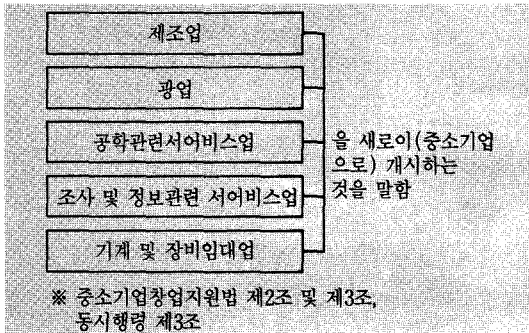 제조업
광업
공학관련서어비스업
조사 및 정보관련 서어비스업
기계 및 장비임대업
을 새로이(중소기업
으로) 개시하는
것을 말함
※ 중소기업창업지원법 제2조 및 제3조,
동시행령 제3조